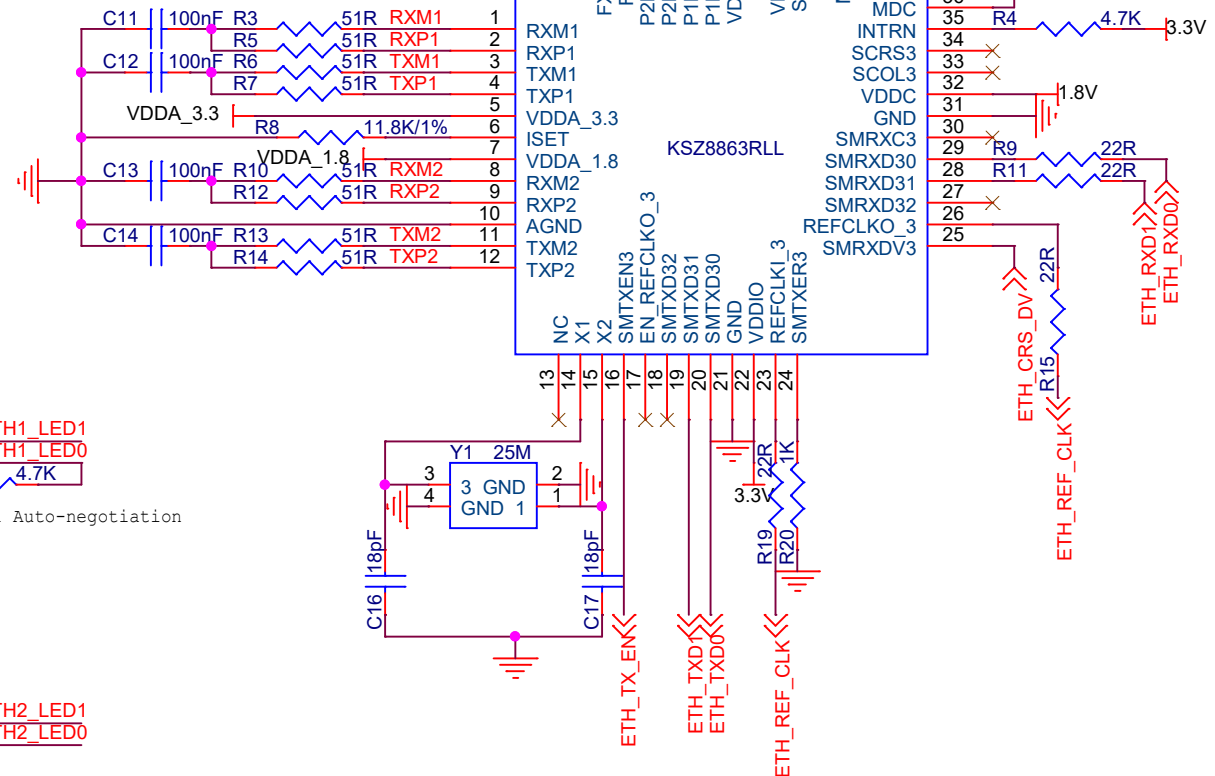 C11 100nF R3 51R RXM1 1 RXM1
R5 51R RXP1 2 RXP1
C12 100nF R6 51R TXM1 3 TXM1
R7 51R TXP1 4 TXP1
VDDA_3.3 5 VDDA_3.3
R8 11.8K/1% 6 ISET
VDDA_1.8 7 VDDA_1.8
C13 100nF R10 51R RXM2 8 RXM2
R12 51R RXP2 9 RXP2
10 AGND
C14 100nF R13 51R TXM2 11 TXM2
R14 51R TXP2 12 TXP2
KSZ8863RLL
MDC
INTRN 35 R4 4.7K 3.3V
SCRS3 34
SCOL3 33
VDDC 32 1.8V
GND 31
SMRXC3 30
SMRXD30 29 R9 22R
SMRXD31 28 R11 22R
SMRXD32 27
REFCLKO_3 26
SMRXDV3 25
ETH_RXD1
ETH_RXD0
ETH_CRS_DV
22R
R15
ETH_REF_CLK
NC 13
X1 14
X2 15
SMTXEN3 16
EN_REFCLKO_3 17
SMTXD32 18
SMTXD31 19
SMTXD30 20
GND 21
VDDIO 22
REFCLKI_3 23
SMTXER3 24
Y1 25M
3 3 GND 2
4 GND 1 1
18pF
C16
18pF
C17
3.3V
22R
R19
1K
R20
ETH_TX_EN
ETH_TXD1
ETH_TXD0
ETH_REF_CLK
TH1_LED1
TH1_LED0
4.7K
Auto-negotiation
TH2_LED1
TH2_LED0